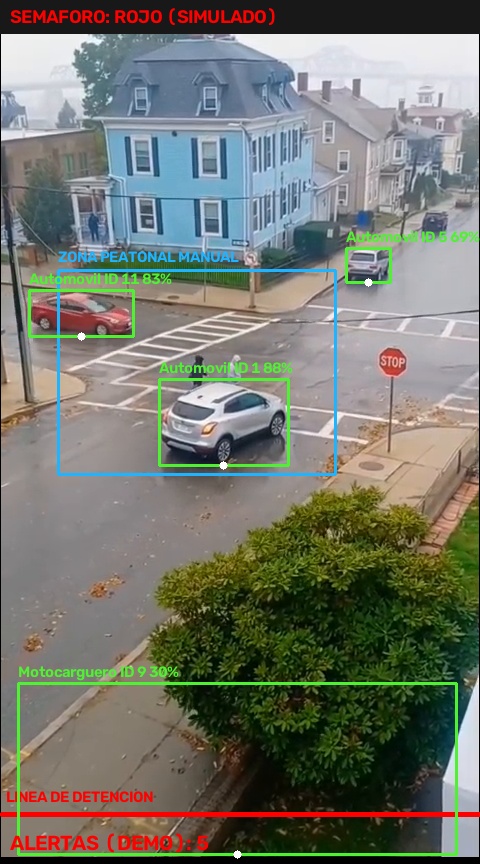 SEMAFORO: ROJO (SIMULADO)
Automovil ID 5 69%
ZONA PEATONAL MANUAL
Automovil ID 11 83%
STOP
Automovil ID 1 88%
Motocarguero ID 9 30%
LINEA DE DETENCION
ALERTAS (DEMO): 5